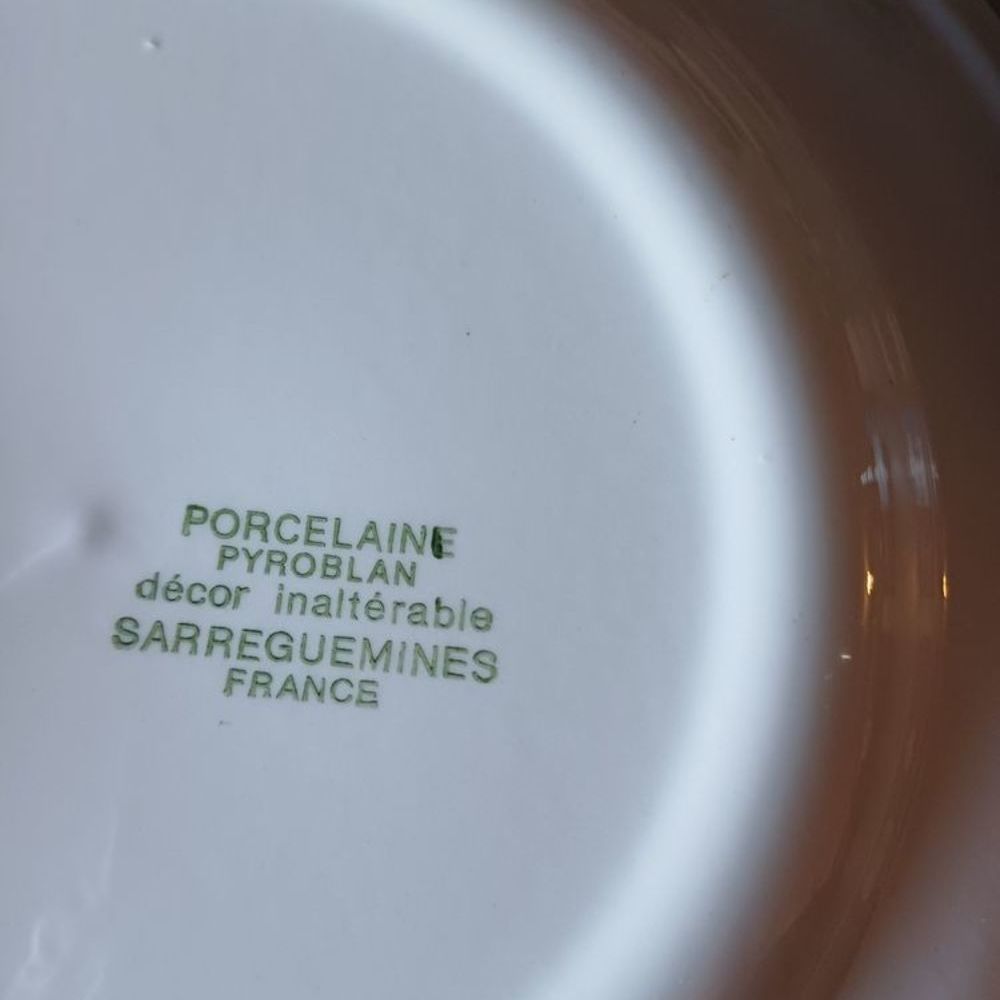 PORCELAINE
PYROBLAN
décor inaltérable
SARREGUEMINES
FRANCE